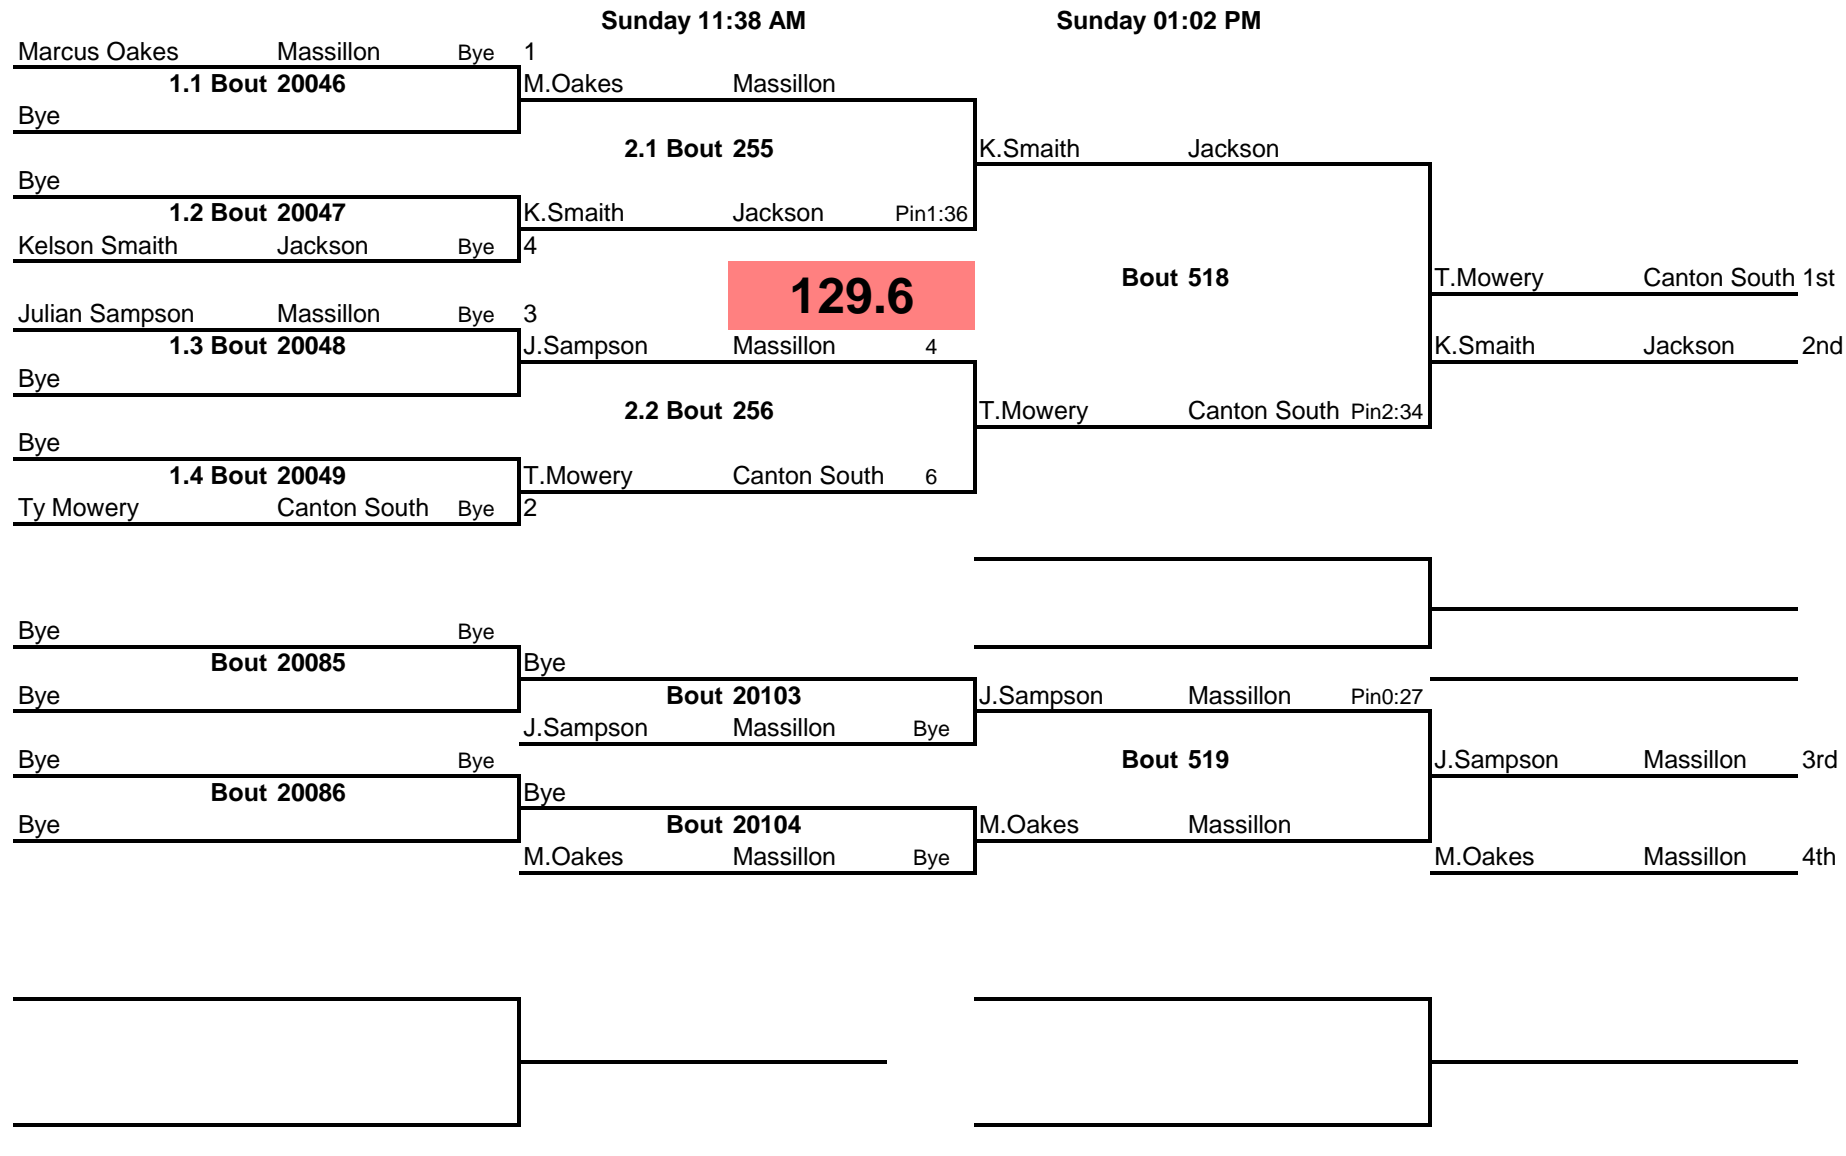 Sunday 11:38 AM Sunday 01:02 PM
Marcus Oakes Massillon Bye 1
1.1 Bout 20046 M.Oakes Massillon
Bye
2.1 Bout 255 K.Smaith Jackson
Bye
1.2 Bout 20047 K.Smaith Jackson Pin1:36
Kelson Smaith Jackson Bye 4
129.6 Bout 518 T.Mowery Canton South 1st
Julian Sampson Massillon Bye 3
1.3 Bout 20048 J.Sampson Massillon 4 K.Smaith Jackson 2nd
Bye
2.2 Bout 256 T.Mowery Canton South Pin2:34
Bye
1.4 Bout 20049 T.Mowery Canton South 6
Ty Mowery Canton South Bye 2
Bye Bye
Bout 20085 Bye
Bye Bout 20103 J.Sampson Massillon Pin0:27
J.Sampson Massillon Bye
Bye Bye Bout 519 J.Sampson Massillon 3rd
Bout 20086 Bye
Bye Bout 20104 M.Oakes Massillon
M.Oakes Massillon Bye M.Oakes Massillon 4th